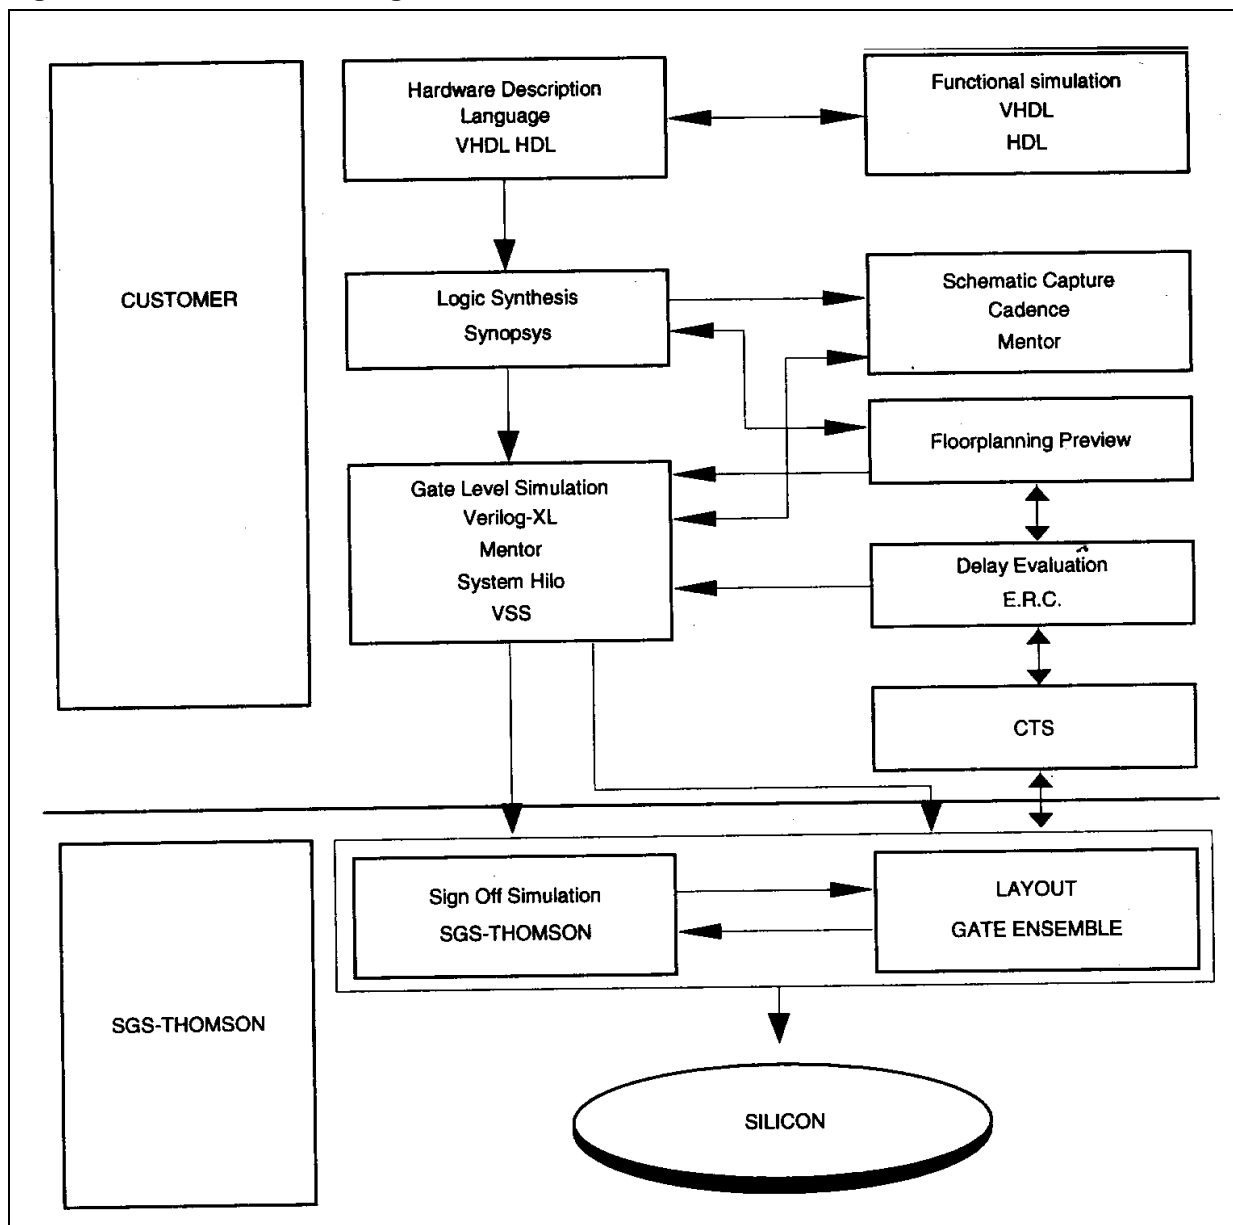 Hardware Description
Language
VHDL HDL
Functional simulation
VHDL
HDL
CUSTOMER
Logic Synthesis
Synopsys
Schematic Capture
Cadence
Mentor
Floorplanning Preview
Gate Level Simulation
Verilog-XL
Mentor
System Hilo
VSS
Delay Evaluation
E.R.C.
CTS
Sign Off Simulation
SGS-THOMSON
LAYOUT
GATE ENSEMBLE
SGS-THOMSON
SILICON